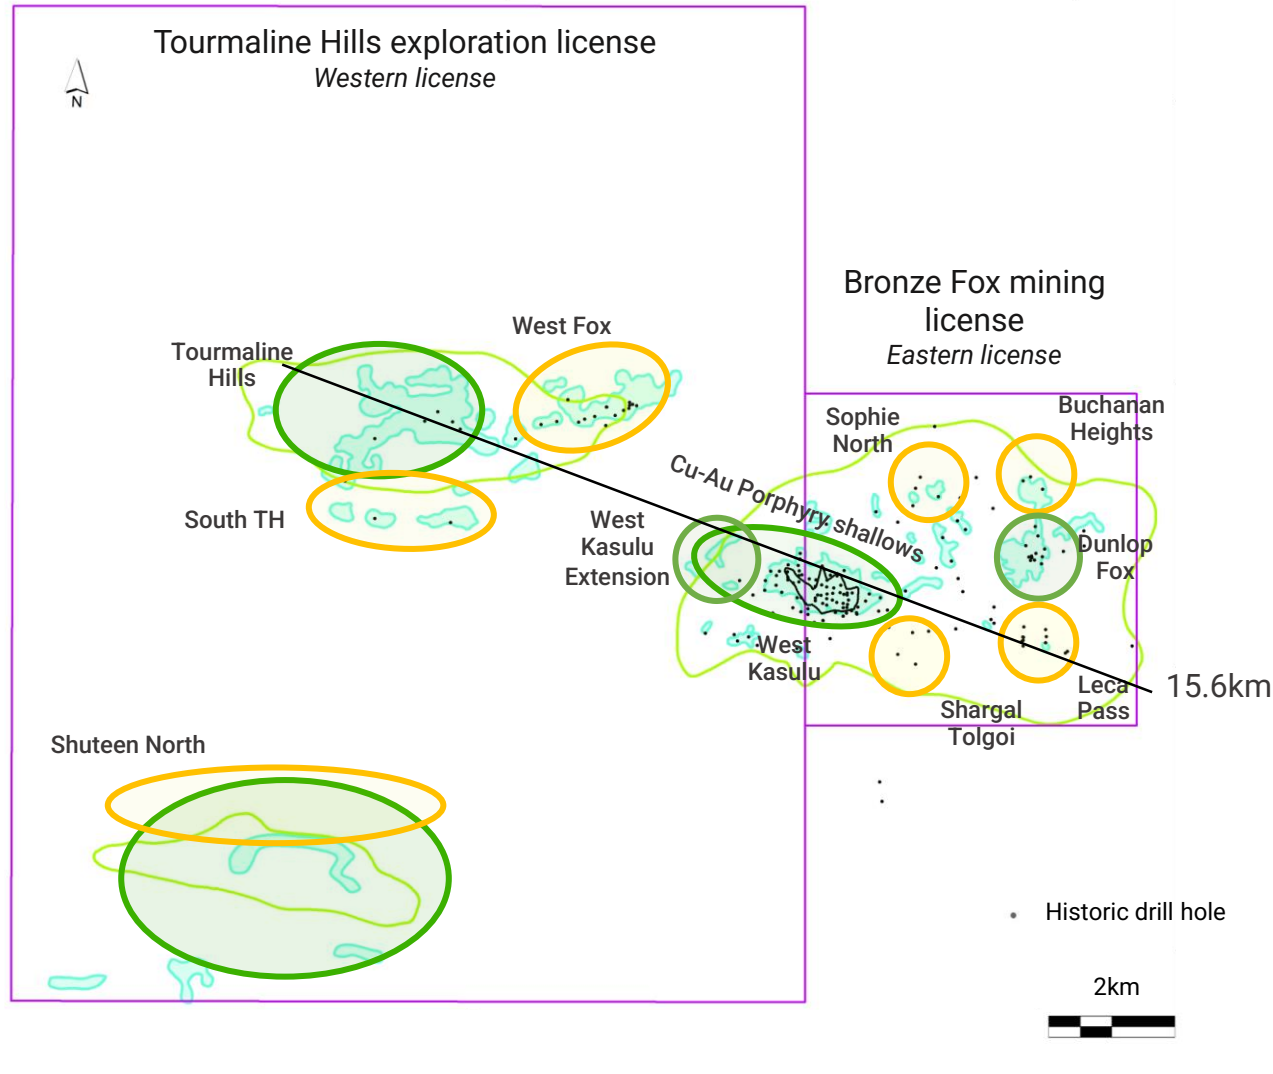 Tourmaline Hills exploration license
Western license
N
Bronze Fox mining
license
Eastern license
West Fox
Tourmaline
Hills
South TH
Cu-Au Porphyry shallows
West
Kasulu
Extension
Sophie
North
Buchanan
Heights
Dunlop
Fox
West
Kasulu
Leca
Pass
15.6km
Shargal
Tolgoi
Shuteen North
Historic drill hole
2km